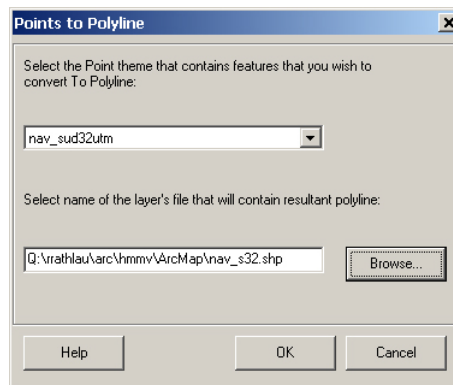 Points to Polyline
Select the Point theme that contains features that you wish to
convert To Polyline:
nav_sud32utm
Select name of the layer's file that will contain resultant polyline:
Q:\rrathlau\arc\hmmv\ArcMap\nav_s32.shp
Browse...
Help
OK
Cancel